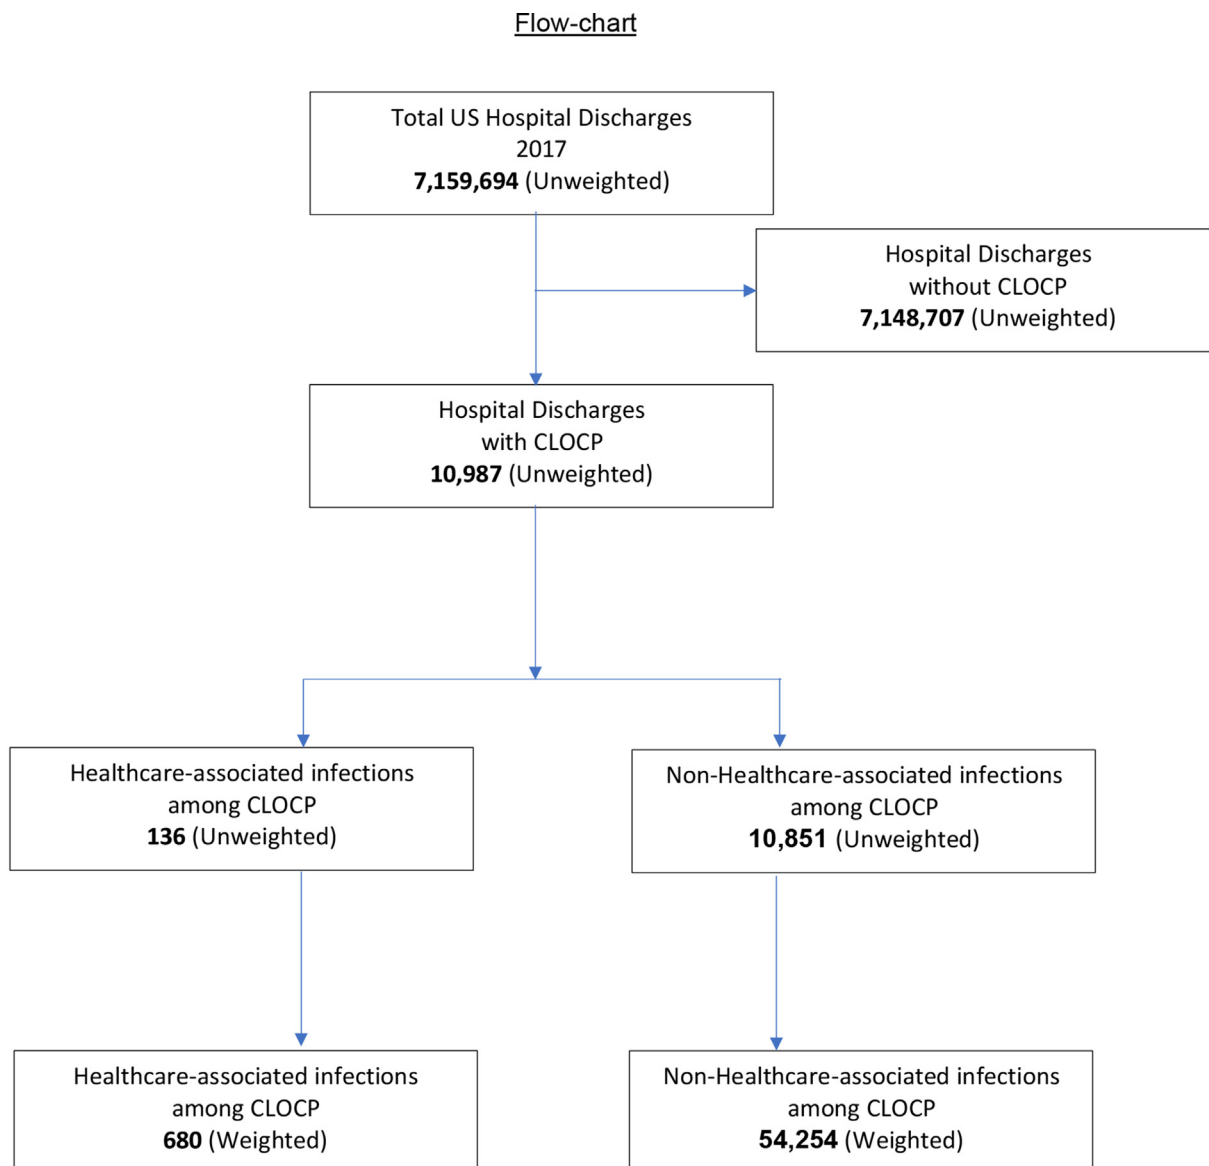 Flow-chart
Total US Hospital Discharges
2017
7,159,694 (Unweighted)
Hospital Discharges
without CLOCP
7,148,707 (Unweighted)
Hospital Discharges
with CLOCP
10,987 (Unweighted)
Healthcare-associated infections
among CLOCP
136 (Unweighted)
Non-Healthcare-associated infections
among CLOCP
10,851 (Unweighted)
Healthcare-associated infections
among CLOCP
680 (Weighted)
Non-Healthcare-associated infections
among CLOCP
54,254 (Weighted)